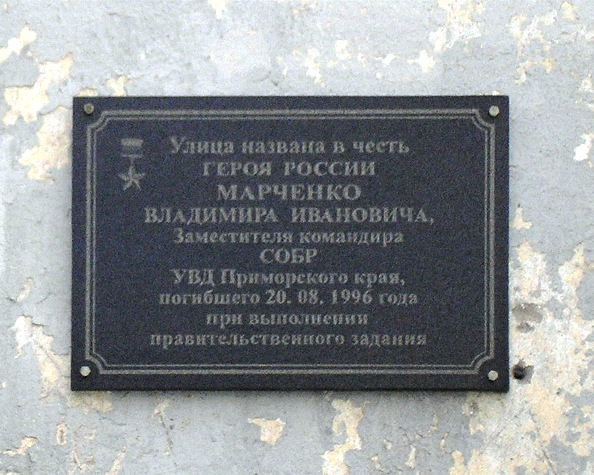 Улица названа в честь
ГЕРОЯ РОССИИ
МАРЧЕНКО
ВЛАДИМИРА ИВАНОВИЧА,
Заместителя командира
СОБР
УВД Приморского края,
погибшего 20. 08. 1996 года
при выполнении
правительственного задания